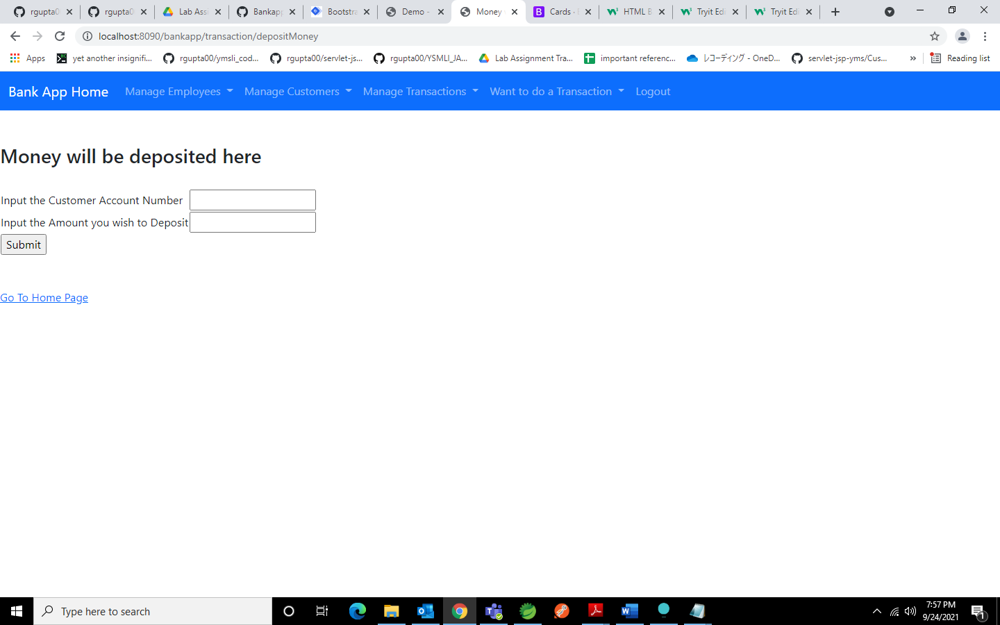 rgupta0
rgupta0
Lab Assi
Bankapp
Bootstra
Demo -
Money
Cards ·
HTML B
Tryit Edi
Tryit Edi
localhost:8090/bankapp/transaction/depositMoney
Apps
yet another insignifi...
rgupta00/ymsli_cod...
rgupta00/servlet-js...
rgupta00/YSMLI_JA...
Lab Assignment Tra...
important referenc...
レコーディング - OneD...
servlet-jsp-yms/Cus...
»
Reading list
Bank App Home
Manage Employees
Manage Customers
Manage Transactions
Want to do a Transaction
Logout
Money will be deposited here
Input the Customer Account Number
Input the Amount you wish to Deposit
Submit
Go To Home Page
Type here to search
7:57 PM
9/24/2021
1